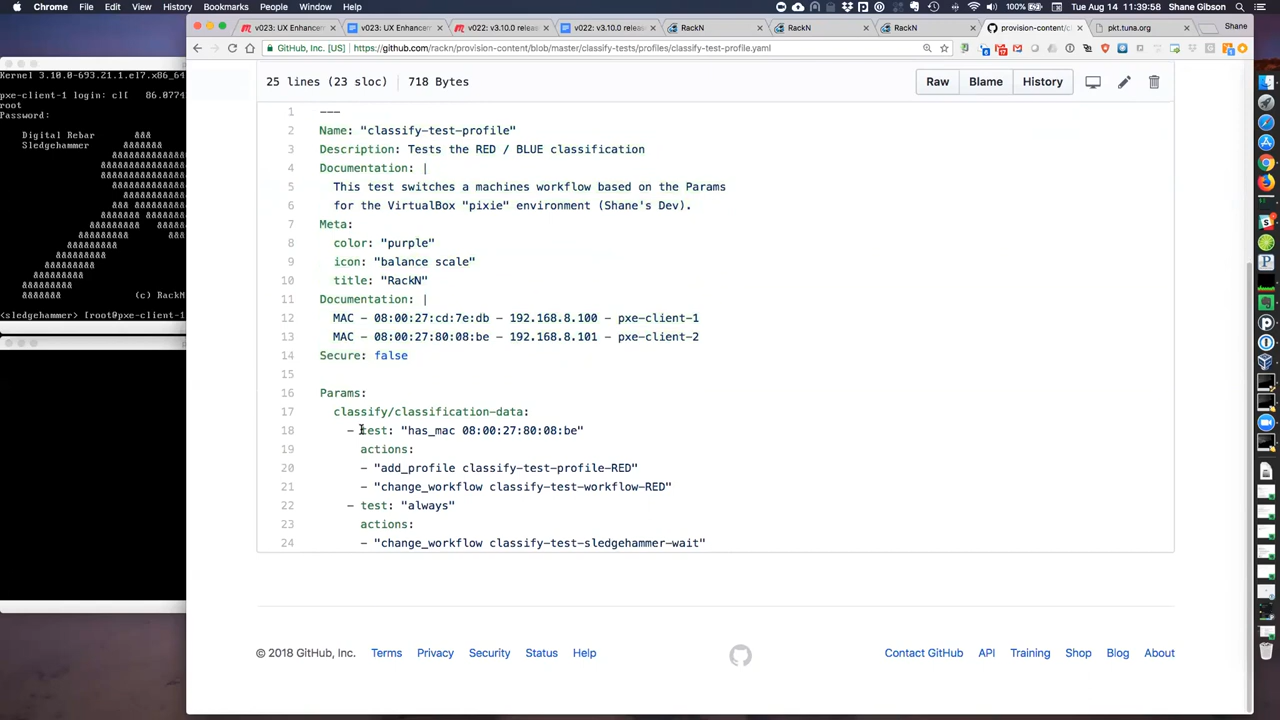 Chrome File Edit View History Bookmarks People Window Help
Tue Aug 14 11:39:58 Shane Gibson
v023: UX Enhancem
v023: UX Enhancem
v022: v3.10.0 releas
v022: v3.10.0 releas
RackN
RackN
RackN
provision-content/cl
pkt.tuna.org
Shane
GitHub, Inc. [US] https://github.com/rackn/provision-content/blob/master/classify-tests/profiles/classify-test-profile.yaml
Kernel 3.10.0-693.21.1.el7.x86_64
pxe-client-1 login: cl[ 86.0774
root
Password:
Digital Rebar
Sledgehammer
(c) RackN
<sledgehammer> [root@pxe-client-1
25 lines (23 sloc) 718 Bytes
Raw Blame History
1 ---
2 Name: "classify-test-profile"
3 Description: Tests the RED / BLUE classification
4 Documentation: |
5 This test switches a machines workflow based on the Params
6 for the VirtualBox "pixie" environment (Shane's Dev).
7 Meta:
8 color: "purple"
9 icon: "balance scale"
10 title: "RackN"
11 Documentation: |
12 MAC - 08:00:27:cd:7e:db - 192.168.8.100 - pxe-client-1
13 MAC - 08:00:27:80:08:be - 192.168.8.101 - pxe-client-2
14 Secure: false
15
16 Params:
17 classify/classification-data:
18 - test: "has_mac 08:00:27:80:08:be"
19 actions:
20 - "add_profile classify-test-profile-RED"
21 - "change_workflow classify-test-workflow-RED"
22 - test: "always"
23 actions:
24 - "change_workflow classify-test-sledgehammer-wait"
© 2018 GitHub, Inc. Terms Privacy Security Status Help
Contact GitHub API Training Shop Blog About